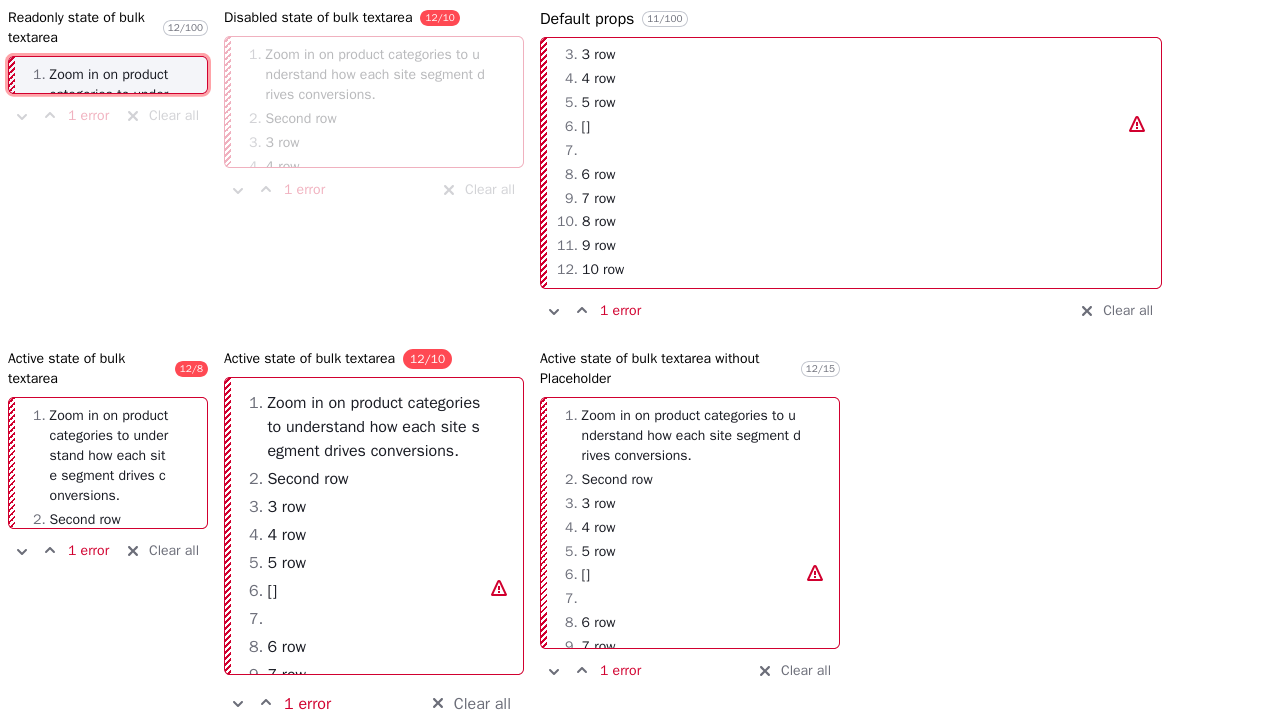 Readonly state of bulk
textarea
12/100
1. Zoom in on product
categories to under
1 error
Clear all
Disabled state of bulk textarea
12/10
1. Zoom in on product categories to u
nderstand how each site segment d
rives conversions.
2. Second row
3. 3 row
4. 4 row
1 error
Clear all
Default props
11/100
3. 3 row
4. 4 row
5. 5 row
6. []
7.
8. 6 row
9. 7 row
10. 8 row
11. 9 row
12. 10 row
1 error
Clear all
Active state of bulk
textarea
12/8
1. Zoom in on product
categories to under
stand how each sit
e segment drives c
onversions.
2. Second row
1 error
Clear all
Active state of bulk textarea
12/10
1. Zoom in on product categories
to understand how each site s
egment drives conversions.
2. Second row
3. 3 row
4. 4 row
5. 5 row
6. []
7.
8. 6 row
9. 7 row
1 error
Clear all
Active state of bulk textarea without
Placeholder
12/15
1. Zoom in on product categories to u
nderstand how each site segment d
rives conversions.
2. Second row
3. 3 row
4. 4 row
5. 5 row
6. []
7.
8. 6 row
9. 7 row
1 error
Clear all